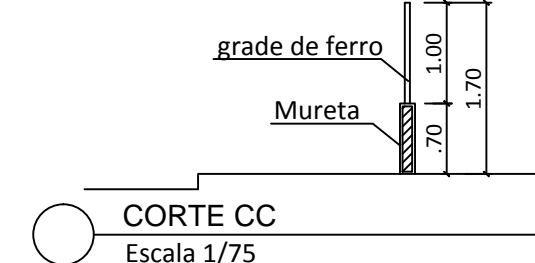 grade de ferro
1.00
1.70
Mureta
.70
CORTE CC
Escala 1/75